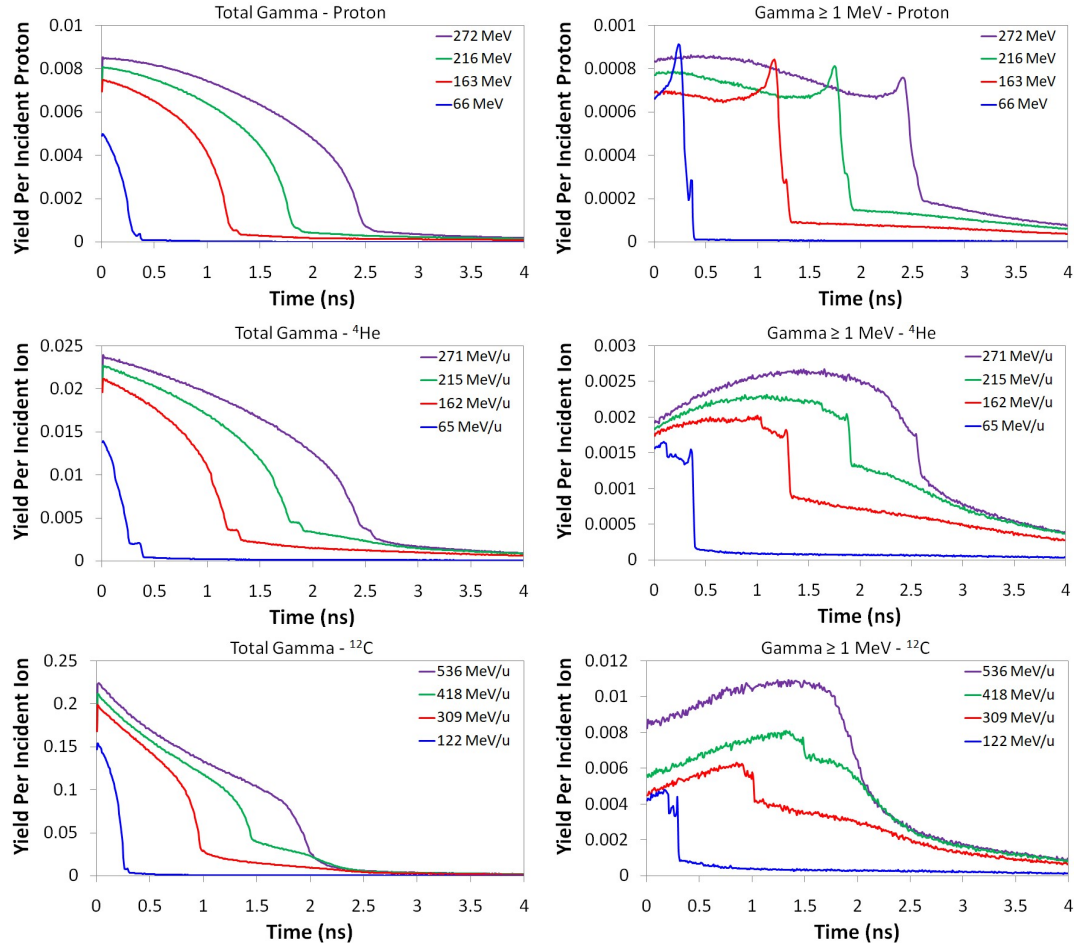 Total Gamma - Proton
Yield Per Incident Proton
0.01
0.008
0.006
0.004
0.002
0
272 MeV
216 MeV
163 MeV
66 MeV
0 0.5 1 1.5 2 2.5 3 3.5 4
Time (ns)
Gamma ≥ 1 MeV - Proton
Yield Per Incident Proton
0.001
0.0008
0.0006
0.0004
0.0002
0
272 MeV
216 MeV
163 MeV
66 MeV
0 0.5 1 1.5 2 2.5 3 3.5 4
Time (ns)
Total Gamma - ⁴He
Yield Per Incident Ion
0.025
0.02
0.015
0.01
0.005
0
271 MeV/u
215 MeV/u
162 MeV/u
65 MeV/u
0 0.5 1 1.5 2 2.5 3 3.5 4
Time (ns)
Gamma ≥ 1 MeV - ⁴He
Yield Per Incident Ion
0.003
0.0025
0.002
0.0015
0.001
0.0005
0
271 MeV/u
215 MeV/u
162 MeV/u
65 MeV/u
0 0.5 1 1.5 2 2.5 3 3.5 4
Time (ns)
Total Gamma - ¹²C
Yield Per Incident Ion
0.25
0.2
0.15
0.1
0.05
0
536 MeV/u
418 MeV/u
309 MeV/u
122 MeV/u
0 0.5 1 1.5 2 2.5 3 3.5 4
Time (ns)
Gamma ≥ 1 MeV - ¹²C
Yield Per Incident Ion
0.012
0.01
0.008
0.006
0.004
0.002
0
536 MeV/u
418 MeV/u
309 MeV/u
122 MeV/u
0 0.5 1 1.5 2 2.5 3 3.5 4
Time (ns)